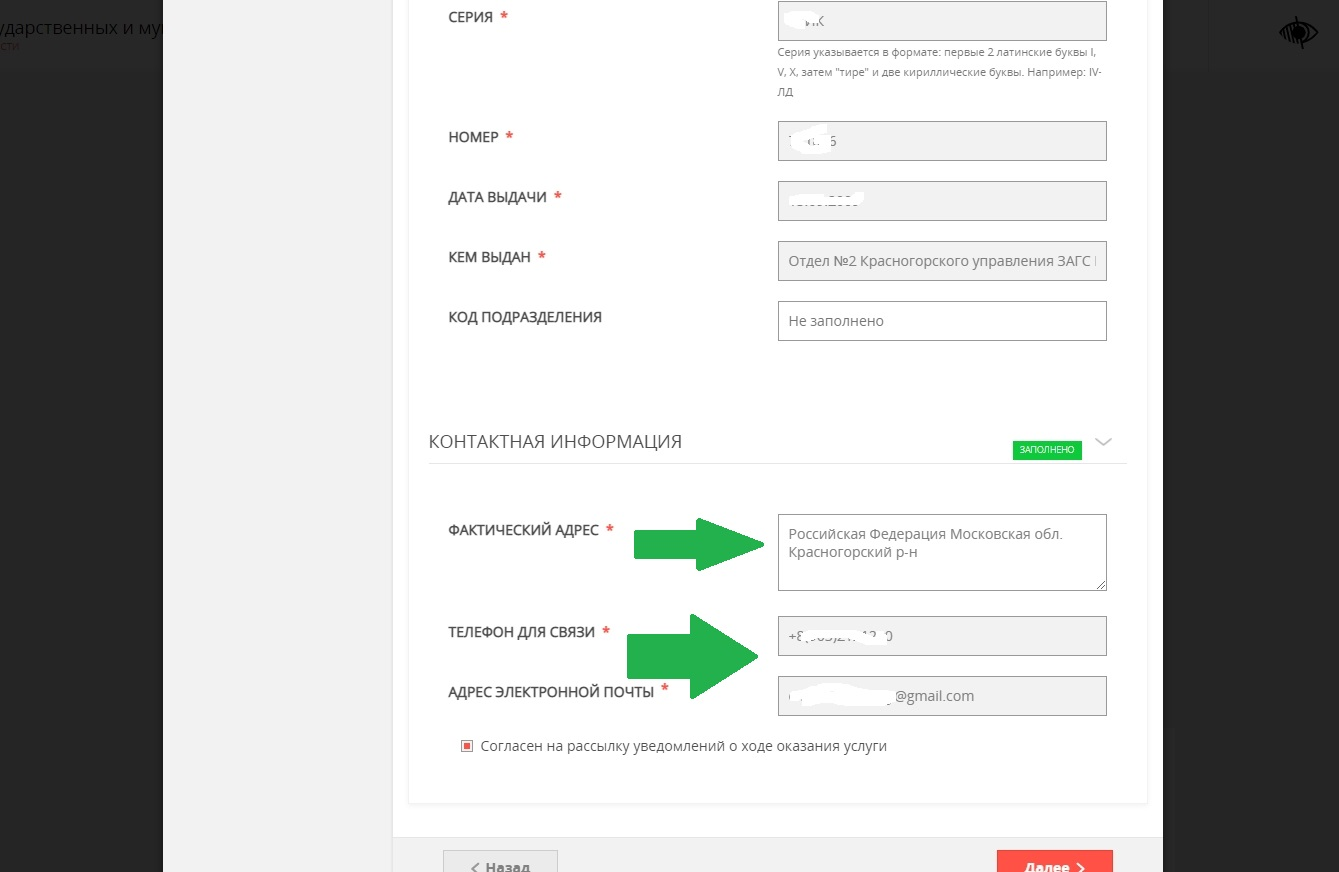 ударственных и му
сти
СЕРИЯ *
Серия указывается в формате: первые 2 латинские буквы I,
V, X, затем "тире" и две кириллические буквы. Например: IV-
ЛД
НОМЕР *
ДАТА ВЫДАЧИ *
КЕМ ВЫДАН *
Отдел №2 Красногорского управления ЗАГС
КОД ПОДРАЗДЕЛЕНИЯ
Не заполнено
КОНТАКТНАЯ ИНФОРМАЦИЯ
ЗАПОЛНЕНО
ФАКТИЧЕСКИЙ АДРЕС *
Российская Федерация Московская обл.
Красногорский р-н
ТЕЛЕФОН ДЛЯ СВЯЗИ *
АДРЕС ЭЛЕКТРОННОЙ ПОЧТЫ *
@gmail.com
Согласен на рассылку уведомлений о ходе оказания услуги
Назад
Далее